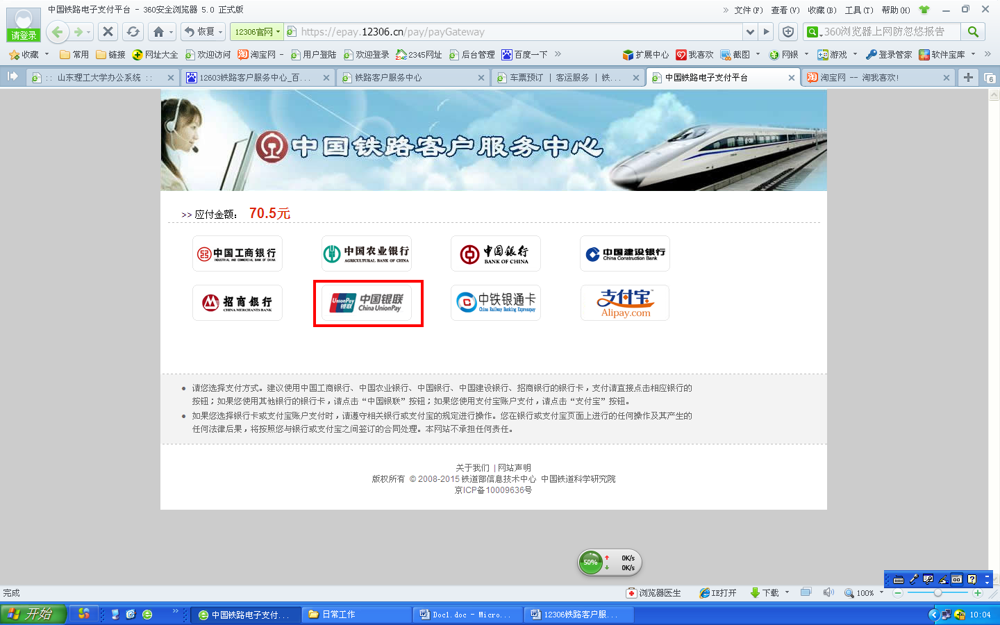 中国铁路电子支付平台 - 360安全浏览器 5.0 正式版
» 文件(F) 查看(V) 收藏(B) 工具(T) 帮助(H)
请登录
恢复
12306官网
https://epay.12306.cn/pay/payGateway
360浏览器上网防忽悠报告
收藏 常用 链接 网址大全 欢迎访问 淘宝网 - 用户登陆 欢迎登录 2345网址 后台管理 百度一下 »
扩展中心 我喜欢 截图 网银 游戏 登录管家 软件宝库 »
:: 山东理工大学办公系统 ::
12603铁路客户服务中心_百...
铁路客户服务中心
车票预订 | 客运服务 | 铁...
中国铁路电子支付平台
淘宝网 -- 淘我喜欢!
6
中国铁路客户服务中心
>> 应付金额： 70.5元
中国工商银行
INDUSTRIAL AND COMMERCIAL BANK OF CHINA
中国农业银行
AGRICULTURAL BANK OF CHINA
中国银行
BANK OF CHINA
中国建设银行
China Construction Bank
招商银行
CHINA MERCHANTS BANK
UnionPay
银联
中国银联
China UnionPay
中铁银通卡
China Railway Banking Expresspay
支付宝
Alipay.com
● 请您选择支付方式。建议使用中国工商银行、中国农业银行、中国银行、中国建设银行、招商银行的银行卡，支付请直接点击相应银行的
按钮；如果您使用其他银行的银行卡，请点击“中国银联”按钮；如果您使用支付宝账户支付，请点击“支付宝”按钮。
● 如果您选择银行卡或支付宝账户支付时，请遵守相关银行或支付宝的规定进行操作。您在银行或支付宝页面上进行的任何操作及其产生的
任何法律后果，将按照您与银行或支付宝之间签订的合同处理。本网站不承担任何责任。
关于我们 | 网站声明
版权所有 © 2008-2015 铁道部信息技术中心 中国铁道科学研究院
京ICP备10009636号
50%
0K/s
0K/s
完成
浏览器医生 IE打开 下载 100%
开始
»
中国铁路电子支付...
日常工作
Doc1.doc - Micro...
12306铁路客户服...
10:04